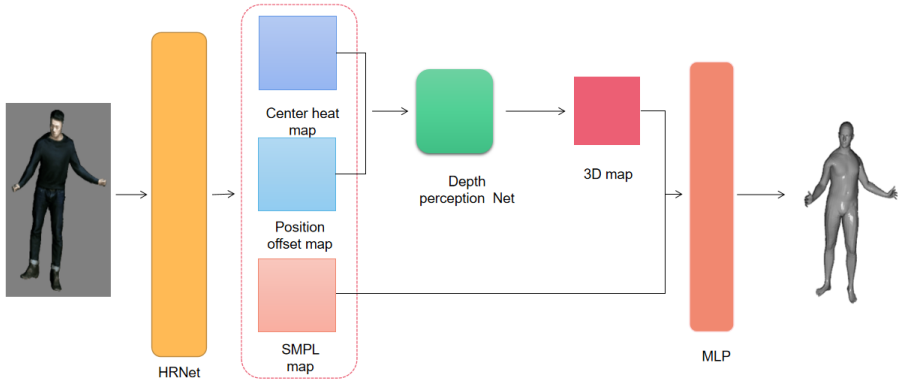 Center heat
map
Position
offset map
SMPL
map
HRNet
Depth
perception Net
3D map
MLP